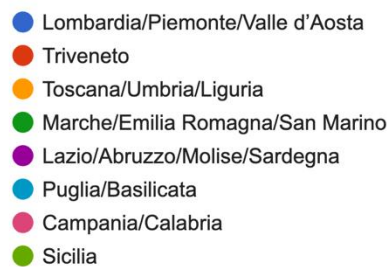 Lombardia/Piemonte/Valle d’Aosta
Triveneto
Toscana/Umbria/Liguria
Marche/Emilia Romagna/San Marino
Lazio/Abruzzo/Molise/Sardegna
Puglia/Basilicata
Campania/Calabria
Sicilia